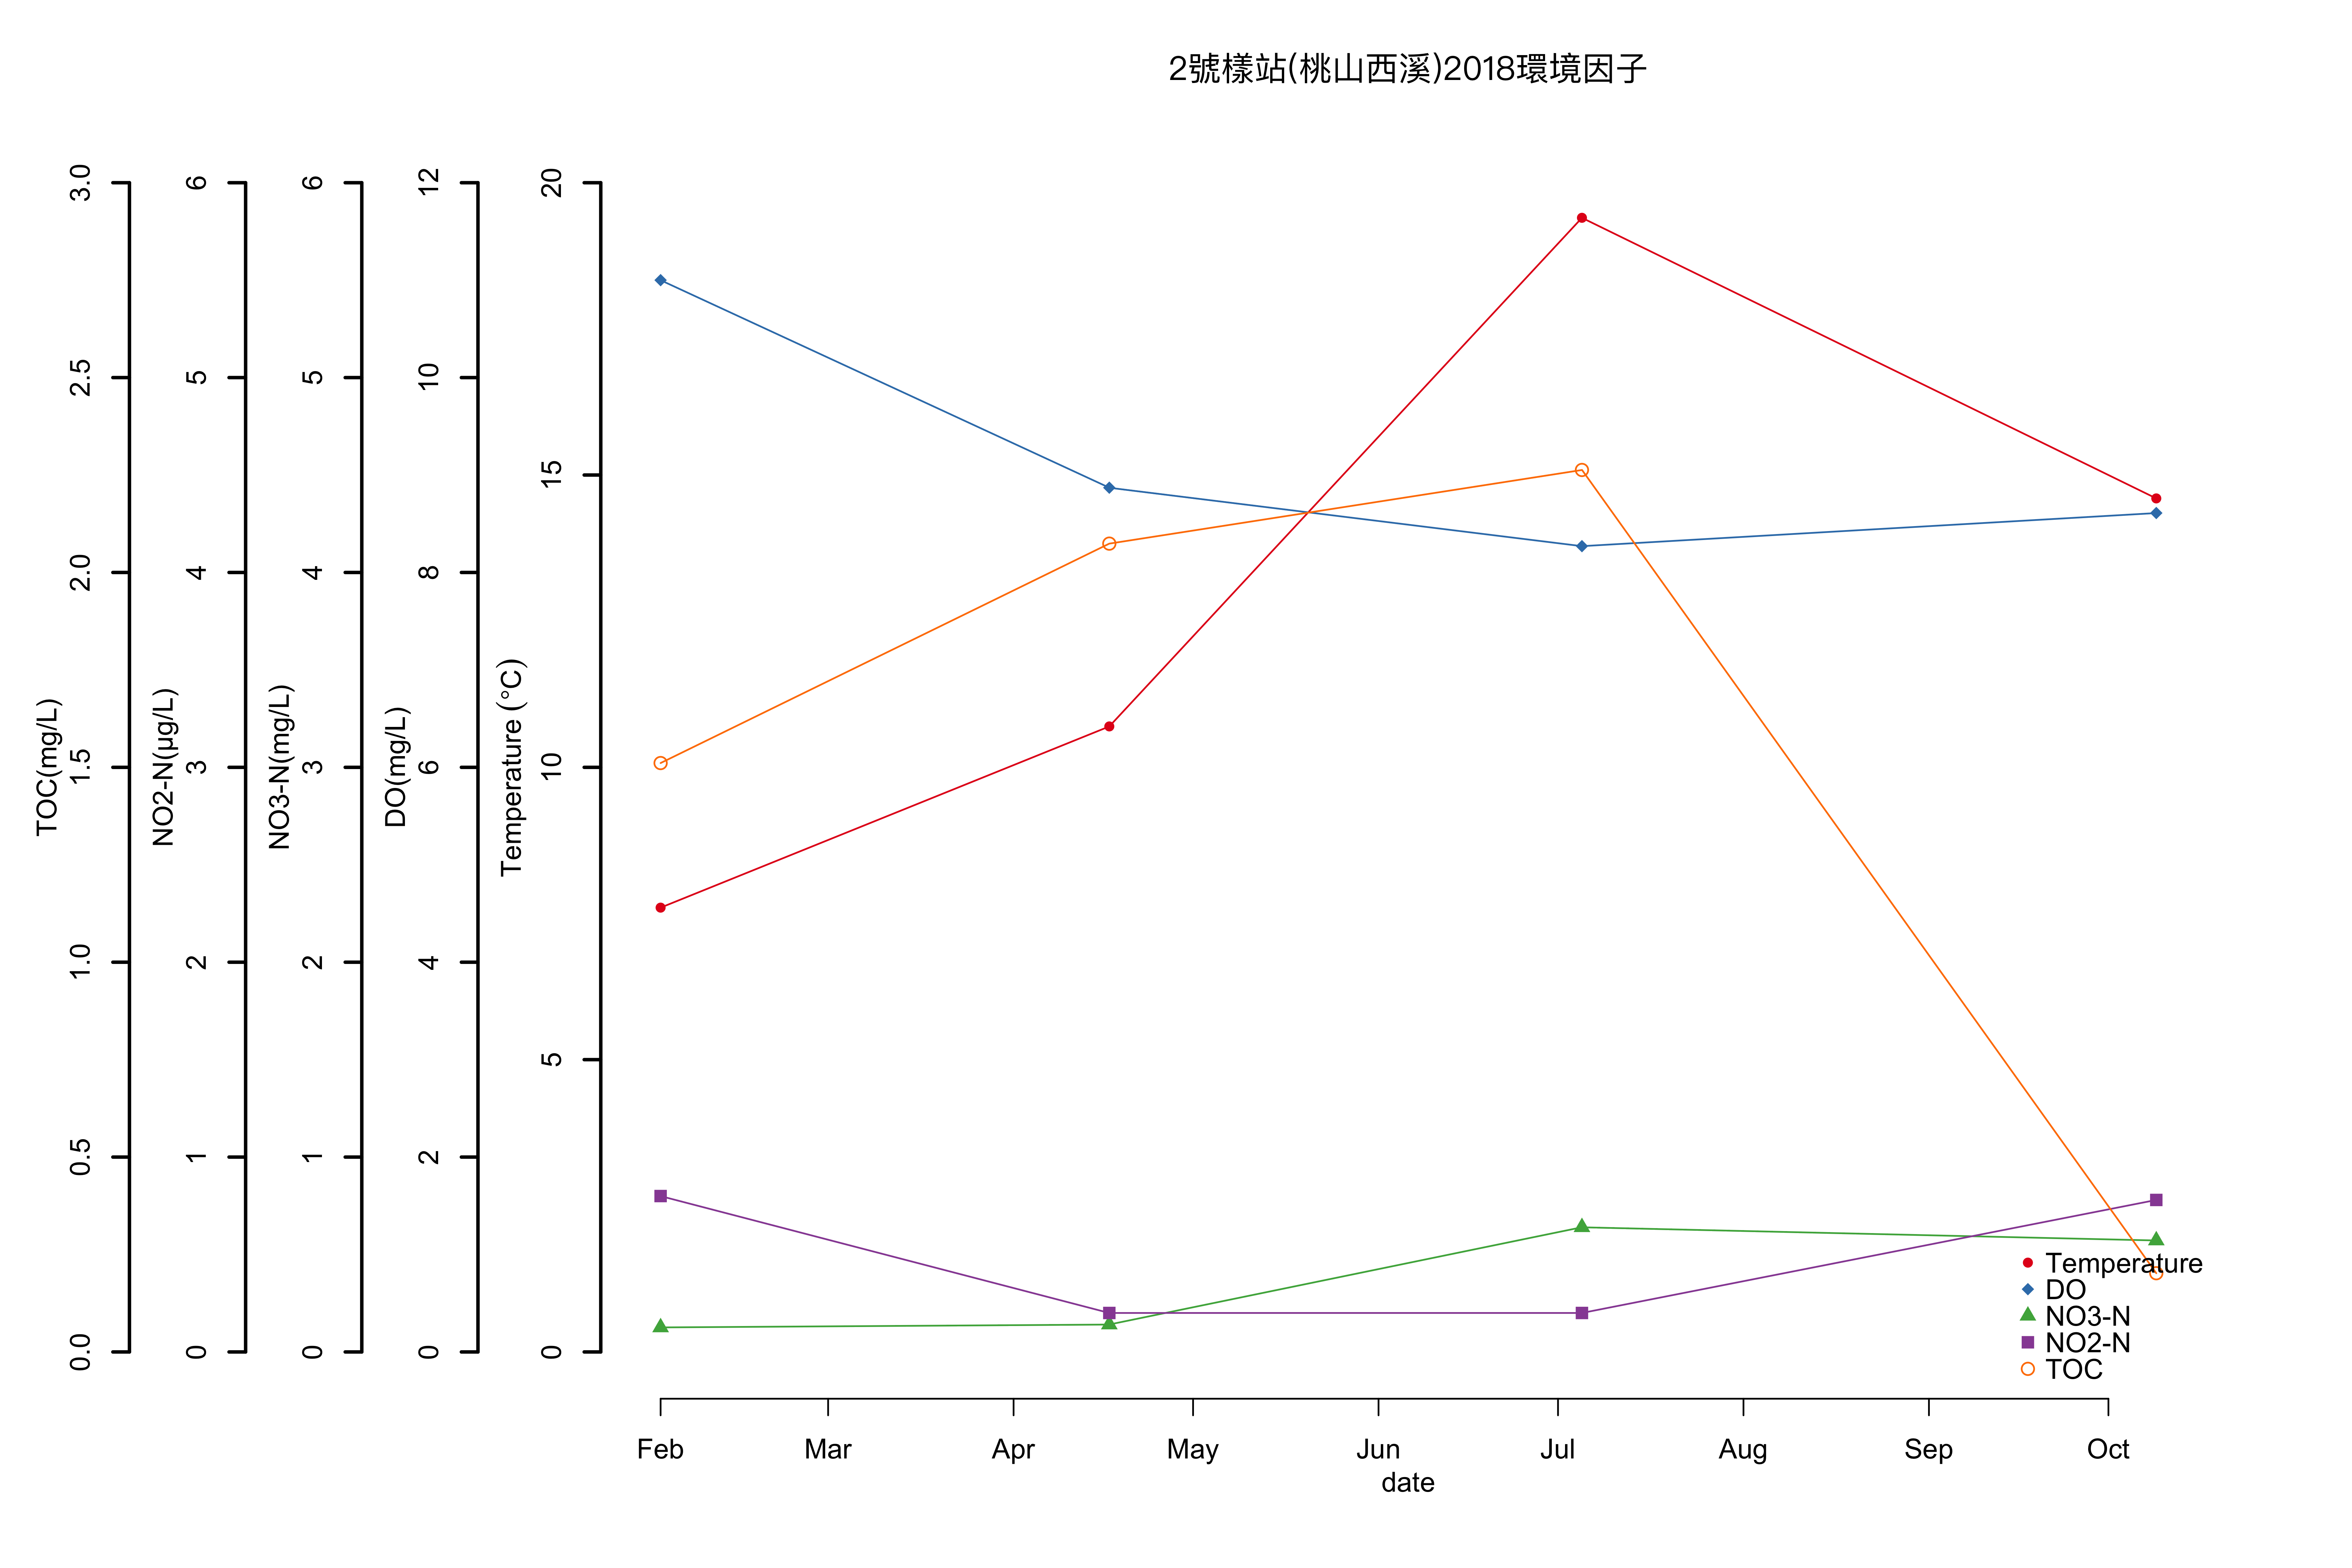 2號樣站(桃山西溪)2018環境因子
TOC(mg/L)
0.0 0.5 1.0 1.5 2.0 2.5 3.0
NO2-N(µg/L)
0 1 2 3 4 5 6
NO3-N(mg/L)
0 1 2 3 4 5 6
DO(mg/L)
0 2 4 6 8 10 12
Temperature (°C)
0 5 10 15 20
Temperature
DO
NO3-N
NO2-N
TOC
Feb Mar Apr May Jun Jul Aug Sep Oct
date